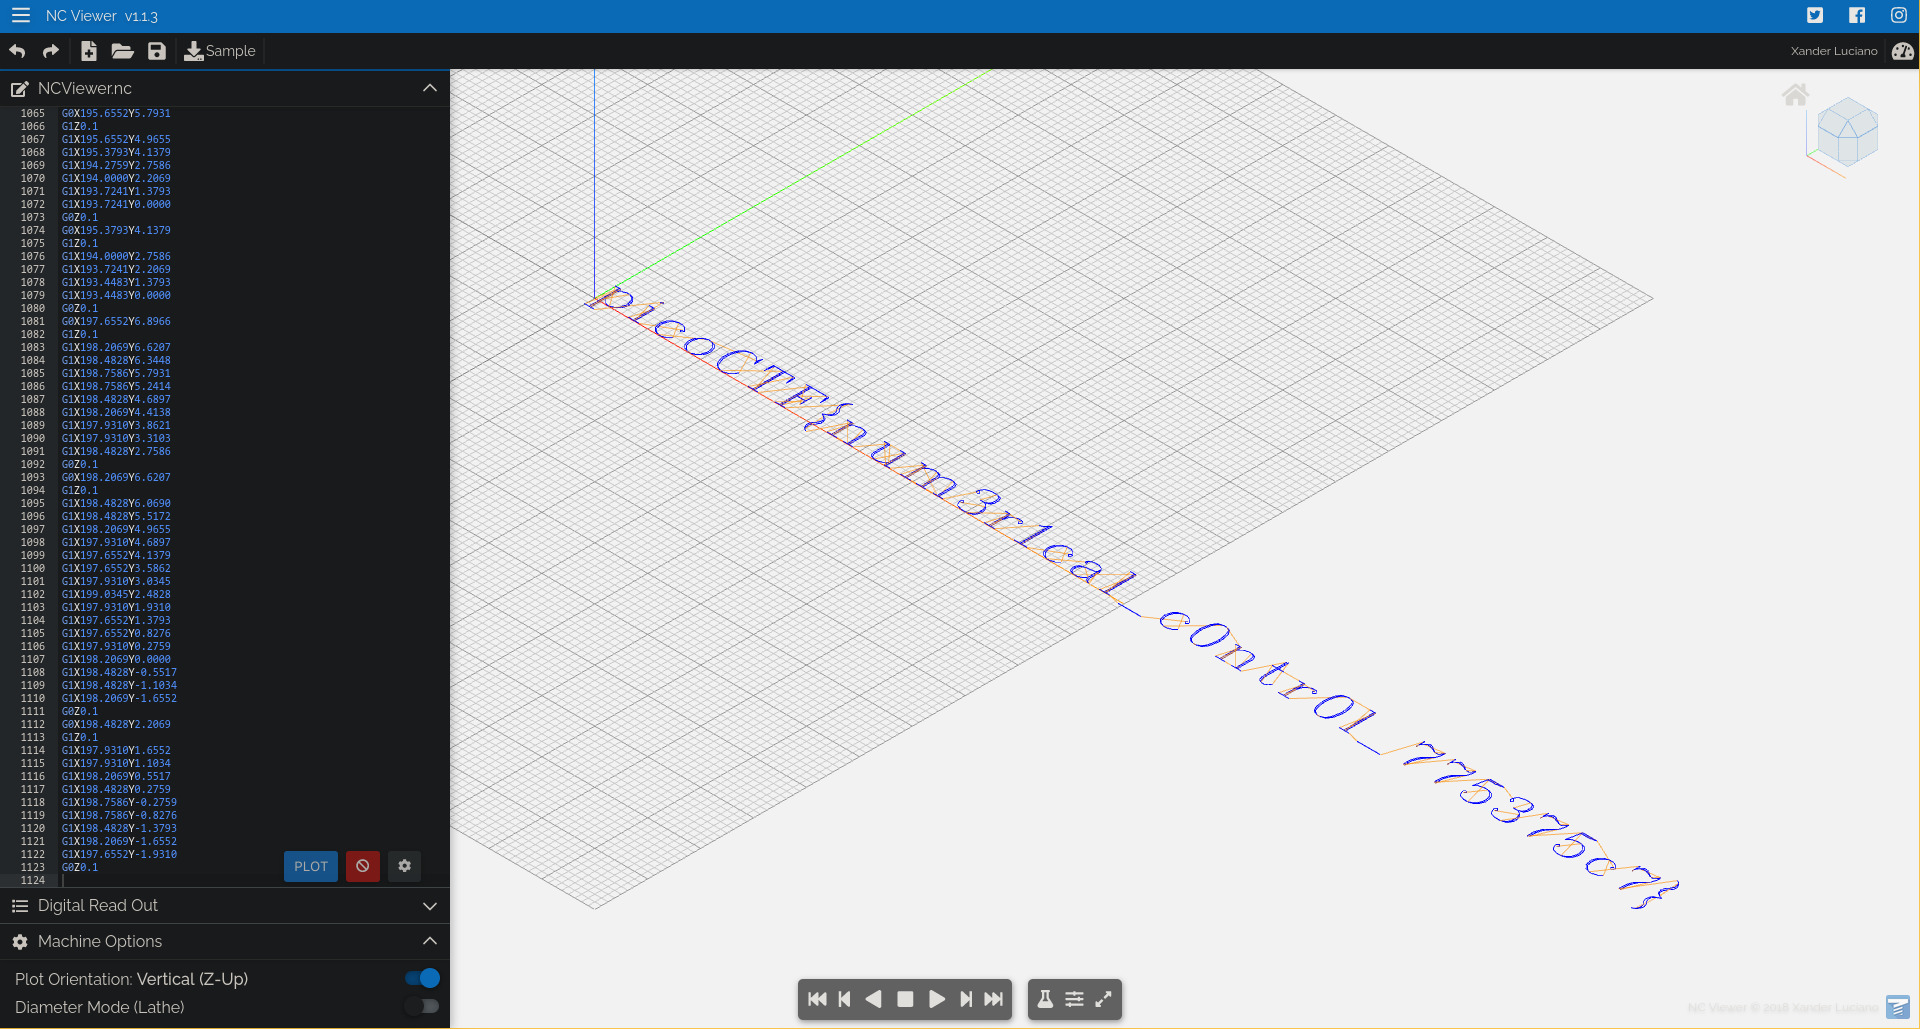 NC Viewer v1.1.3
Sample
Xander Luciano
NCViewer.nc
1065 G0X195.6552Y5.7931
1066 G1Z0.1
1067 G1X195.6552Y4.9655
1068 G1X195.3793Y4.1379
1069 G1X194.2759Y2.7586
1070 G1X194.0000Y2.2069
1071 G1X193.7241Y1.3793
1072 G1X193.7241Y0.0000
1073 G0Z0.1
1074 G0X195.3793Y4.1379
1075 G1Z0.1
1076 G1X194.0000Y2.7586
1077 G1X193.7241Y2.2069
1078 G1X193.4483Y1.3793
1079 G1X193.4483Y0.0000
1080 G0Z0.1
1081 G0X197.6552Y6.8966
1082 G1Z0.1
1083 G1X198.2069Y6.6207
1084 G1X198.4828Y6.3448
1085 G1X198.7586Y5.7931
1086 G1X198.7586Y5.2414
1087 G1X198.4828Y4.6897
1088 G1X198.2069Y4.4138
1089 G1X197.9310Y3.8621
1090 G1X197.9310Y3.3103
1091 G1X198.4828Y2.7586
1092 G0Z0.1
1093 G0X198.2069Y6.6207
1094 G1Z0.1
1095 G1X198.4828Y6.0690
1096 G1X198.4828Y5.5172
1097 G1X198.2069Y4.9655
1098 G1X197.9310Y4.6897
1099 G1X197.6552Y4.1379
1100 G1X197.6552Y3.5862
1101 G1X197.9310Y3.0345
1102 G1X199.0345Y2.4828
1103 G1X197.9310Y1.9310
1104 G1X197.6552Y1.3793
1105 G1X197.6552Y0.8276
1106 G1X197.9310Y0.2759
1107 G1X198.2069Y0.0000
1108 G1X198.4828Y-0.5517
1109 G1X198.4828Y-1.1034
1110 G1X198.2069Y-1.6552
1111 G0Z0.1
1112 G0X198.4828Y2.2069
1113 G1Z0.1
1114 G1X197.9310Y1.6552
1115 G1X197.9310Y1.1034
1116 G1X198.2069Y0.5517
1117 G1X198.4828Y0.2759
1118 G1X198.7586Y-0.2759
1119 G1X198.7586Y-0.8276
1120 G1X198.4828Y-1.3793
1121 G1X198.2069Y-1.6552
1122 G1X197.6552Y-1.9310
1123 G0Z0.1
1124
PLOT
Digital Read Out
Machine Options
Plot Orientation: Vertical (Z-Up)
Diameter Mode (Lathe)
picoCTF{num3r1cal_c0ntr0l_775375c7}
NC Viewer © 2018 Xander Luciano